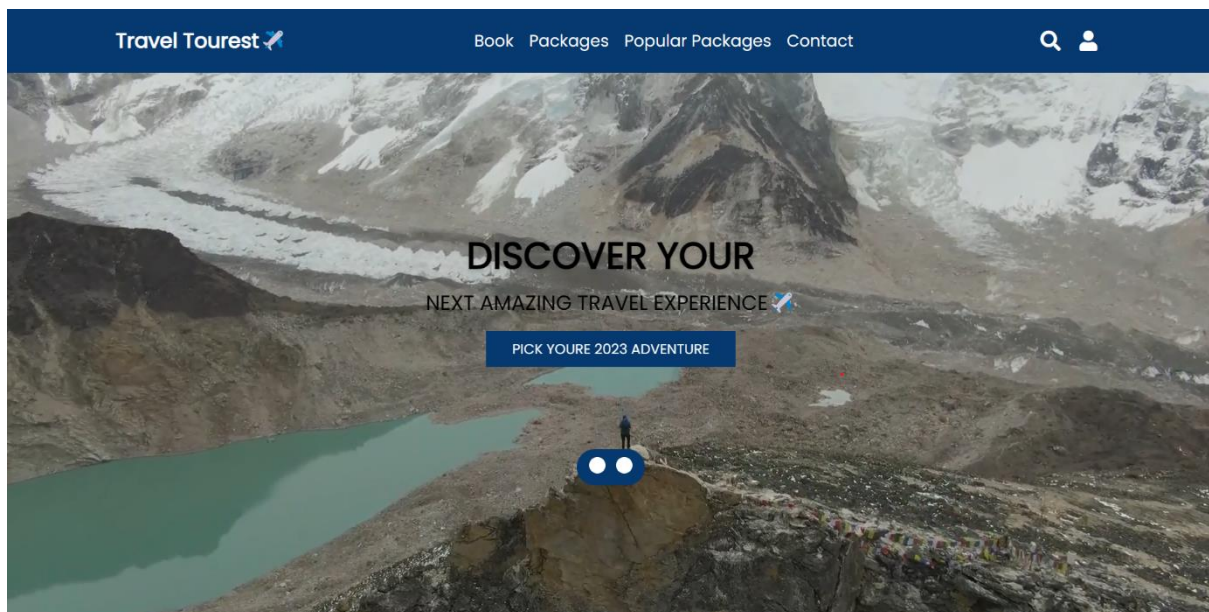 Travel Tourest ✈️
Book Packages Popular Packages Contact
DISCOVER YOUR
NEXT AMAZING TRAVEL EXPERIENCE ✈️
PICK YOURE 2023 ADVENTURE